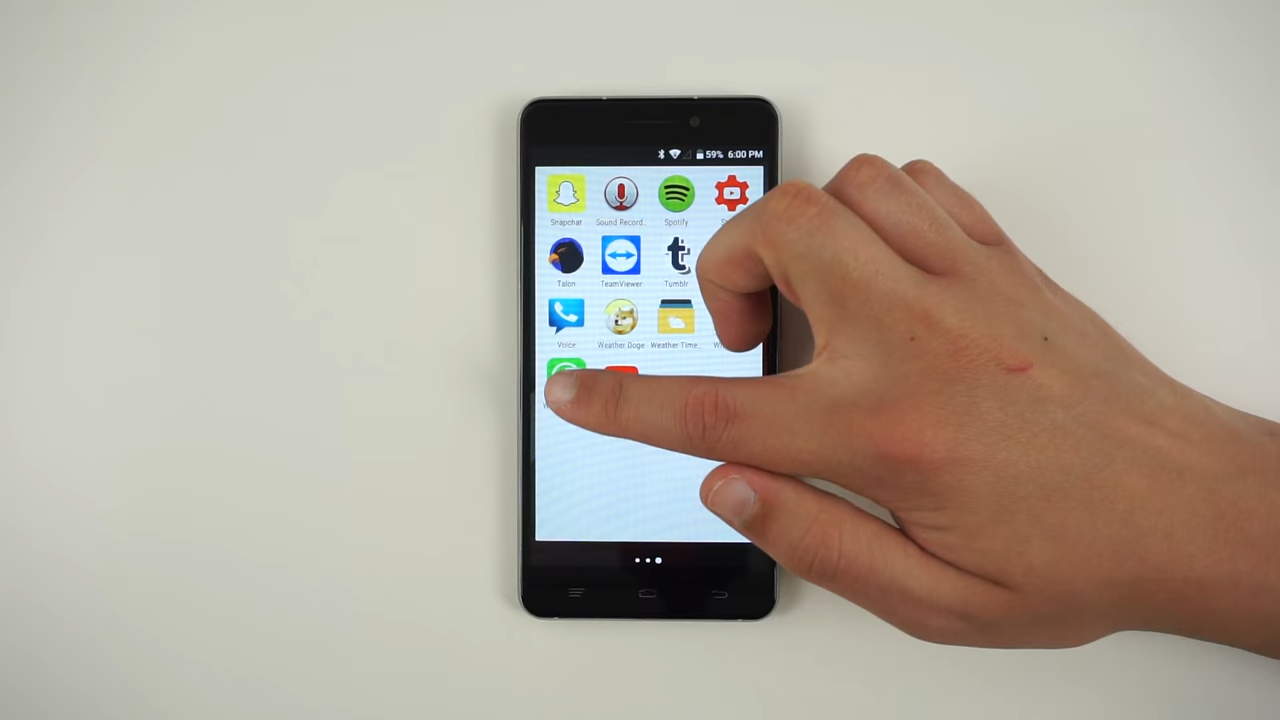 59% 6:00 PM
Snapchat Sound Record.. Spotify
Talon TeamViewer Tumblr
Voice Weather Doge Weather Time..